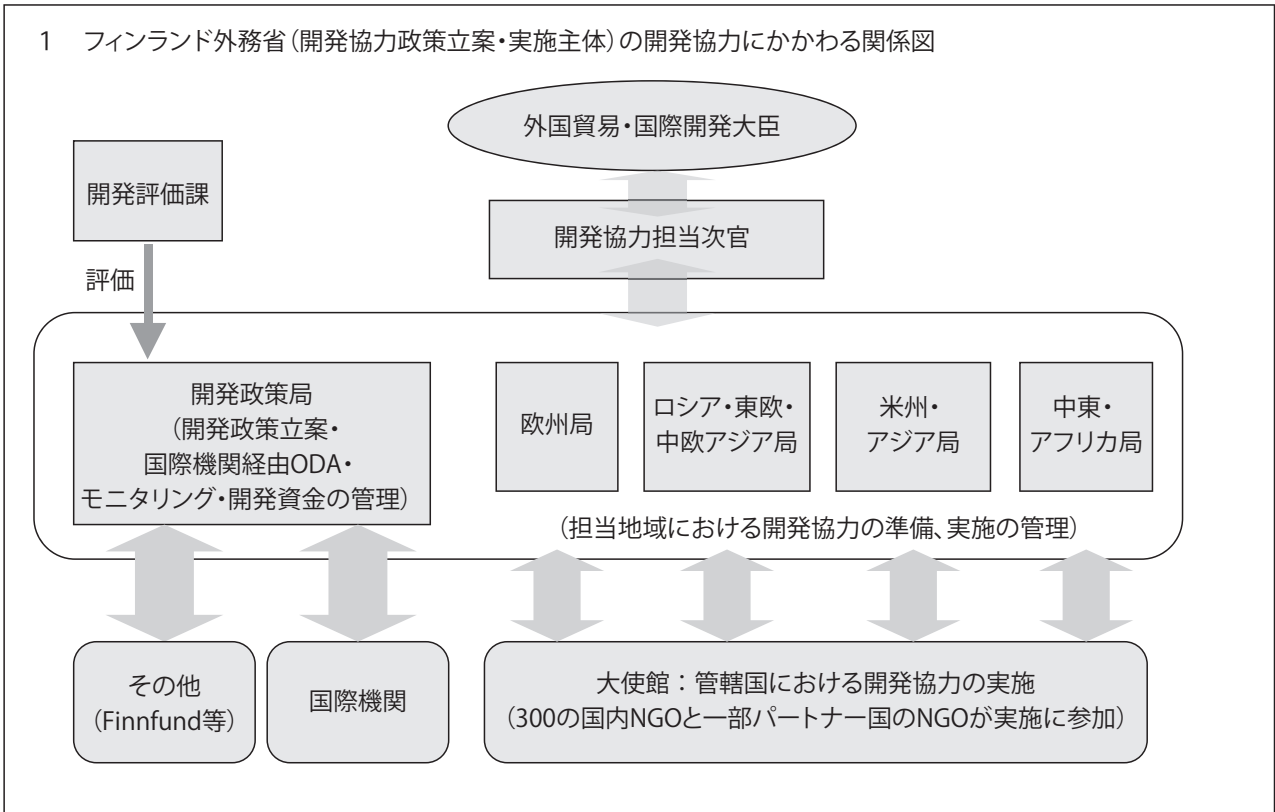 1 フィンランド外務省（開発協力政策立案・実施主体）の開発協力にかかわる関係図
外国貿易・国際開発大臣
開発評価課
開発協力担当次官
評価
開発政策局
（開発政策立案・
国際機関経由ODA・
モニタリング・開発資金の管理）
欧州局
ロシア・東欧・
中欧アジア局
米州・
アジア局
中東・
アフリカ局
（担当地域における開発協力の準備、実施の管理）
その他
（Finnfund等）
国際機関
大使館：管轄国における開発協力の実施
（300の国内NGOと一部パートナー国のNGOが実施に参加）